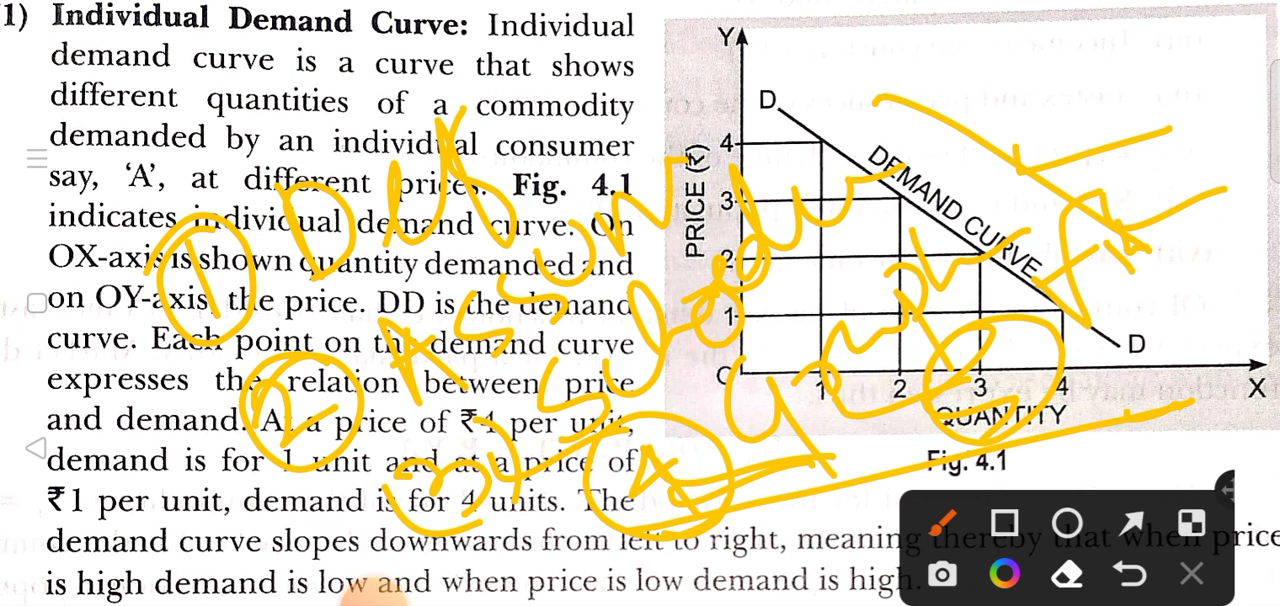 1) Individual Demand Curve: Individual
demand curve is a curve that shows
different quantities of a commodity
demanded by an individual consumer
say, ‘A’, at different prices. Fig. 4.1
indicates individual demand curve. On
OX-axis is shown quantity demanded and
on OY-axis, the price. DD is the demand
curve. Each point on the demand curve
expresses the relation between price
and demand. At a price of ₹4 per unit,
demand is for 1 unit and at a price of
₹1 per unit, demand is for 4 units. The
demand curve slopes downwards from left to right, meaning thereby that when price
is high demand is low and when price is low demand is high.
Y
D
4
3
2
1
O
PRICE (₹)
DEMAND CURVE
D
1 2 3 4 X
QUANTITY
Fig. 4.1
1 Def
2 Assum
3 Schedu
4 Graph